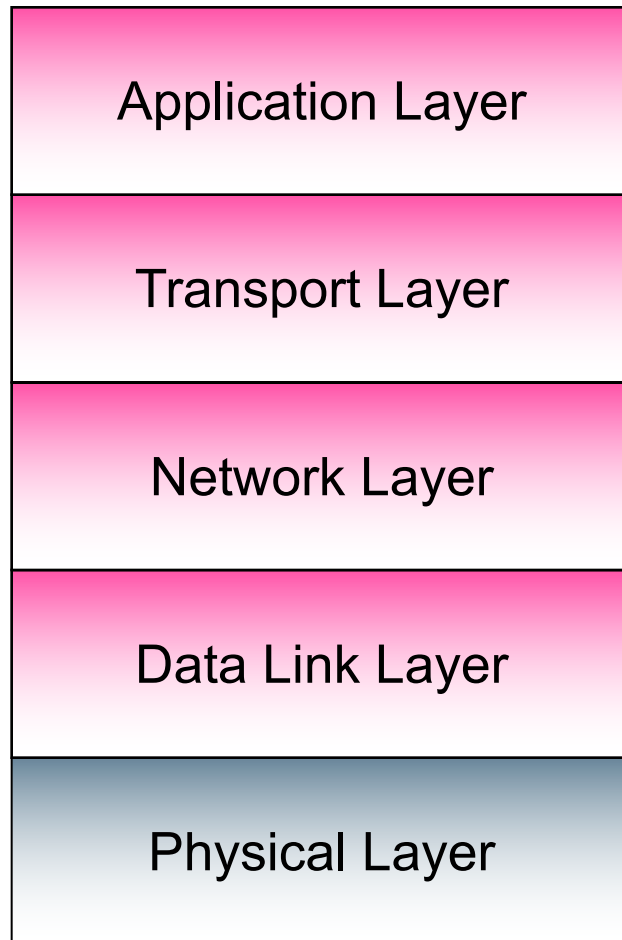 Application Layer
Transport Layer
Network Layer
Data Link Layer
Physical Layer